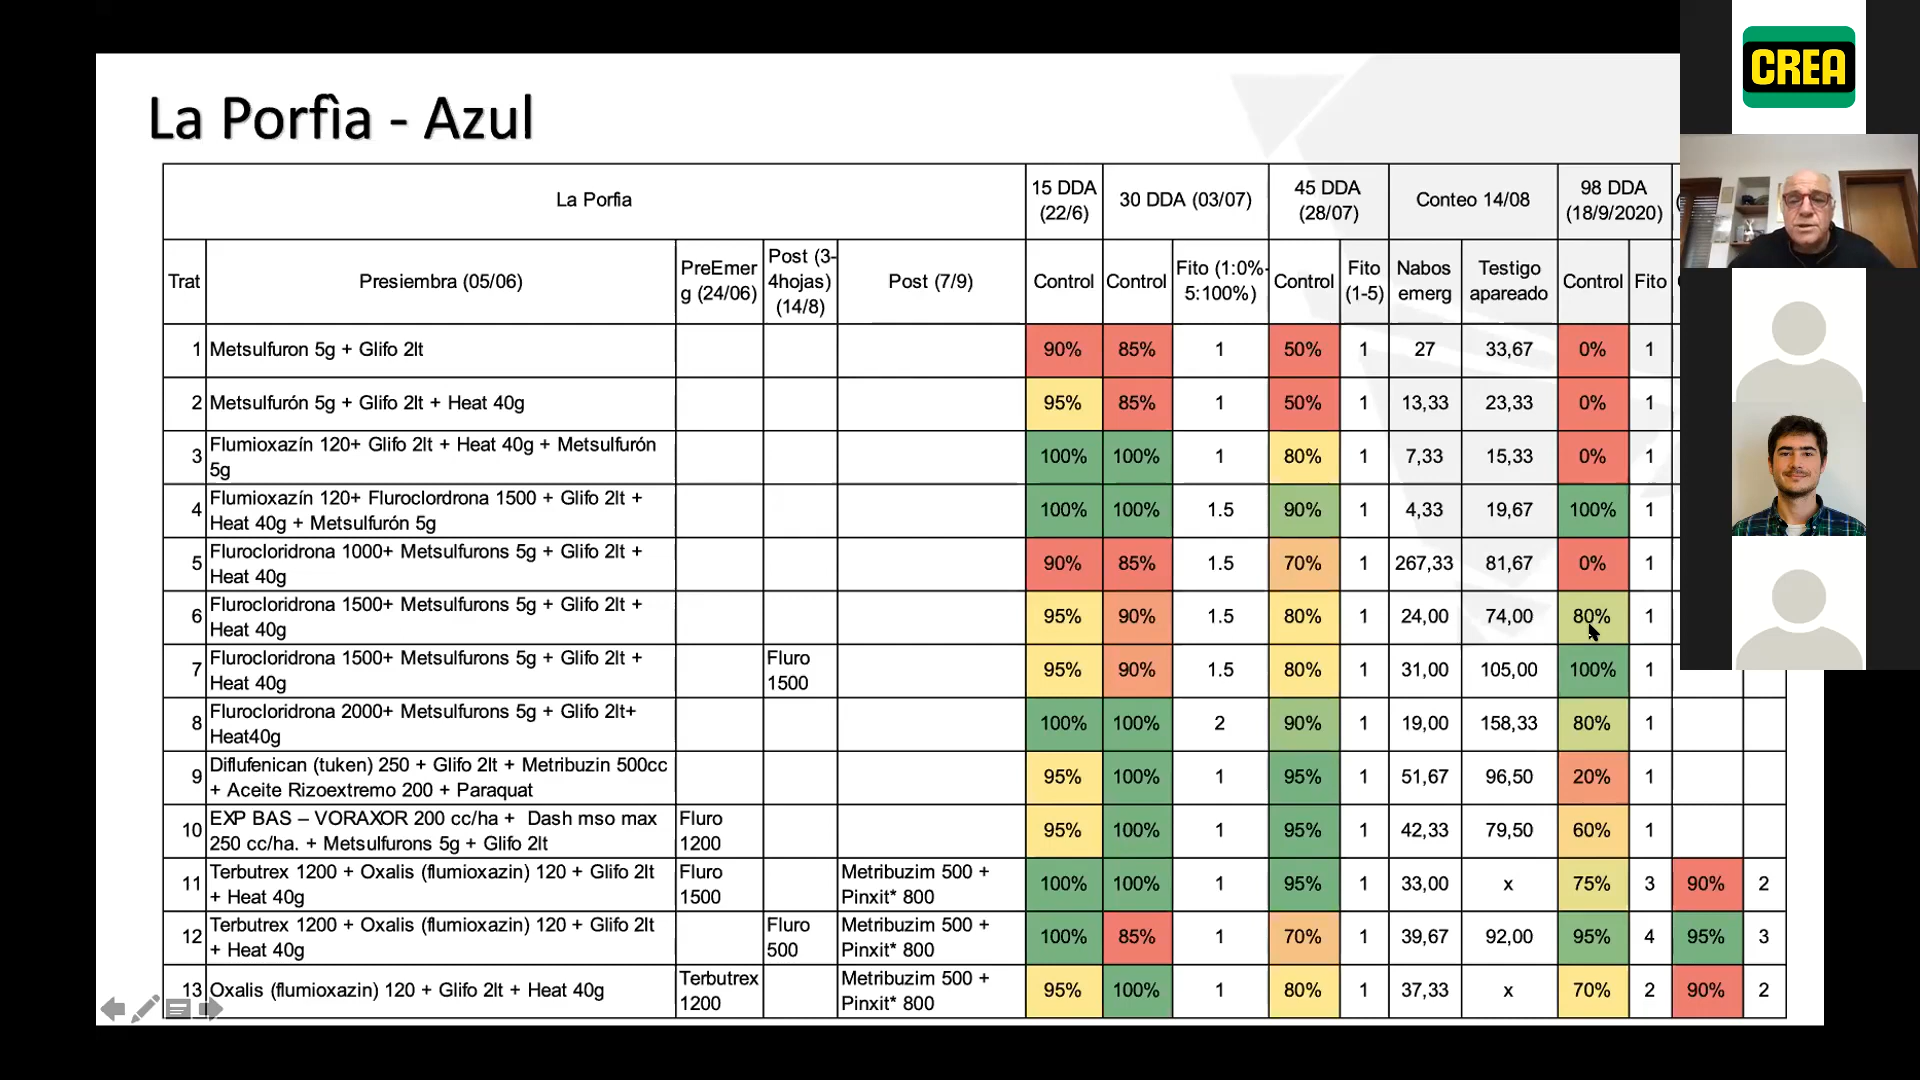 CREA
La Porfìa - Azul
La Porfia
15 DDA
(22/6)
30 DDA (03/07)
45 DDA
(28/07)
Conteo 14/08
98 DDA
(18/9/2020)
(
Trat
Presiembra (05/06)
PreEmer
g (24/06)
Post (3-
4hojas)
(14/8)
Post (7/9)
Control
Control
Fito (1:0%-
5:100%)
Control
Fito
(1-5)
Nabos
emerg
Testigo
apareado
Control
Fito
1 Metsulfuron 5g + Glifo 2lt 90% 85% 1 50% 1 27 33,67 0% 1
2 Metsulfurón 5g + Glifo 2lt + Heat 40g 95% 85% 1 50% 1 13,33 23,33 0% 1
3 Flumioxazín 120+ Glifo 2lt + Heat 40g + Metsulfurón
5g
100% 100% 1 80% 1 7,33 15,33 0% 1
4 Flumioxazín 120+ Fluroclordrona 1500 + Glifo 2lt +
Heat 40g + Metsulfurón 5g
100% 100% 1.5 90% 1 4,33 19,67 100% 1
5 Flurocloridrona 1000+ Metsulfurons 5g + Glifo 2lt +
Heat 40g
90% 85% 1.5 70% 1 267,33 81,67 0% 1
6 Flurocloridrona 1500+ Metsulfurons 5g + Glifo 2lt +
Heat 40g
95% 90% 1.5 80% 1 24,00 74,00 80% 1
7 Flurocloridrona 1500+ Metsulfurons 5g + Glifo 2lt +
Heat 40g
Fluro
1500
95% 90% 1.5 80% 1 31,00 105,00 100% 1
8 Flurocloridrona 2000+ Metsulfurons 5g + Glifo 2lt+
Heat40g
100% 100% 2 90% 1 19,00 158,33 80% 1
9 Diflufenican (tuken) 250 + Glifo 2lt + Metribuzin 500cc
+ Aceite Rizoextremo 200 + Paraquat
95% 100% 1 95% 1 51,67 96,50 20% 1
10 EXP BAS – VORAXOR 200 cc/ha + Dash mso max
250 cc/ha. + Metsulfurons 5g + Glifo 2lt
Fluro
1200
95% 100% 1 95% 1 42,33 79,50 60% 1
11 Terbutrex 1200 + Oxalis (flumioxazin) 120 + Glifo 2lt
+ Heat 40g
Fluro
1500
Metribuzim 500 +
Pinxit* 800
100% 100% 1 95% 1 33,00 x 75% 3 90% 2
12 Terbutrex 1200 + Oxalis (flumioxazin) 120 + Glifo 2lt
+ Heat 40g
Fluro
500
Metribuzim 500 +
Pinxit* 800
100% 85% 1 70% 1 39,67 92,00 95% 4 95% 3
13 Oxalis (flumioxazin) 120 + Glifo 2lt + Heat 40g
Terbutrex
1200
Metribuzim 500 +
Pinxit* 800
95% 100% 1 80% 1 37,33 x 70% 2 90% 2